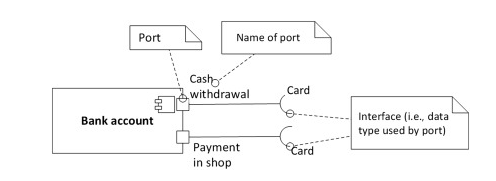 Port
Name of port
Cash
withdrawal
Card
Bank account
Interface (i.e., data
type used by port)
Payment
in shop
Card